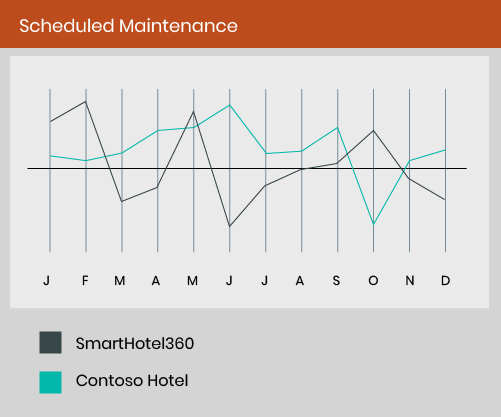 Scheduled Maintenance
J F M A M J J A S O N D
SmartHotel360
Contoso Hotel